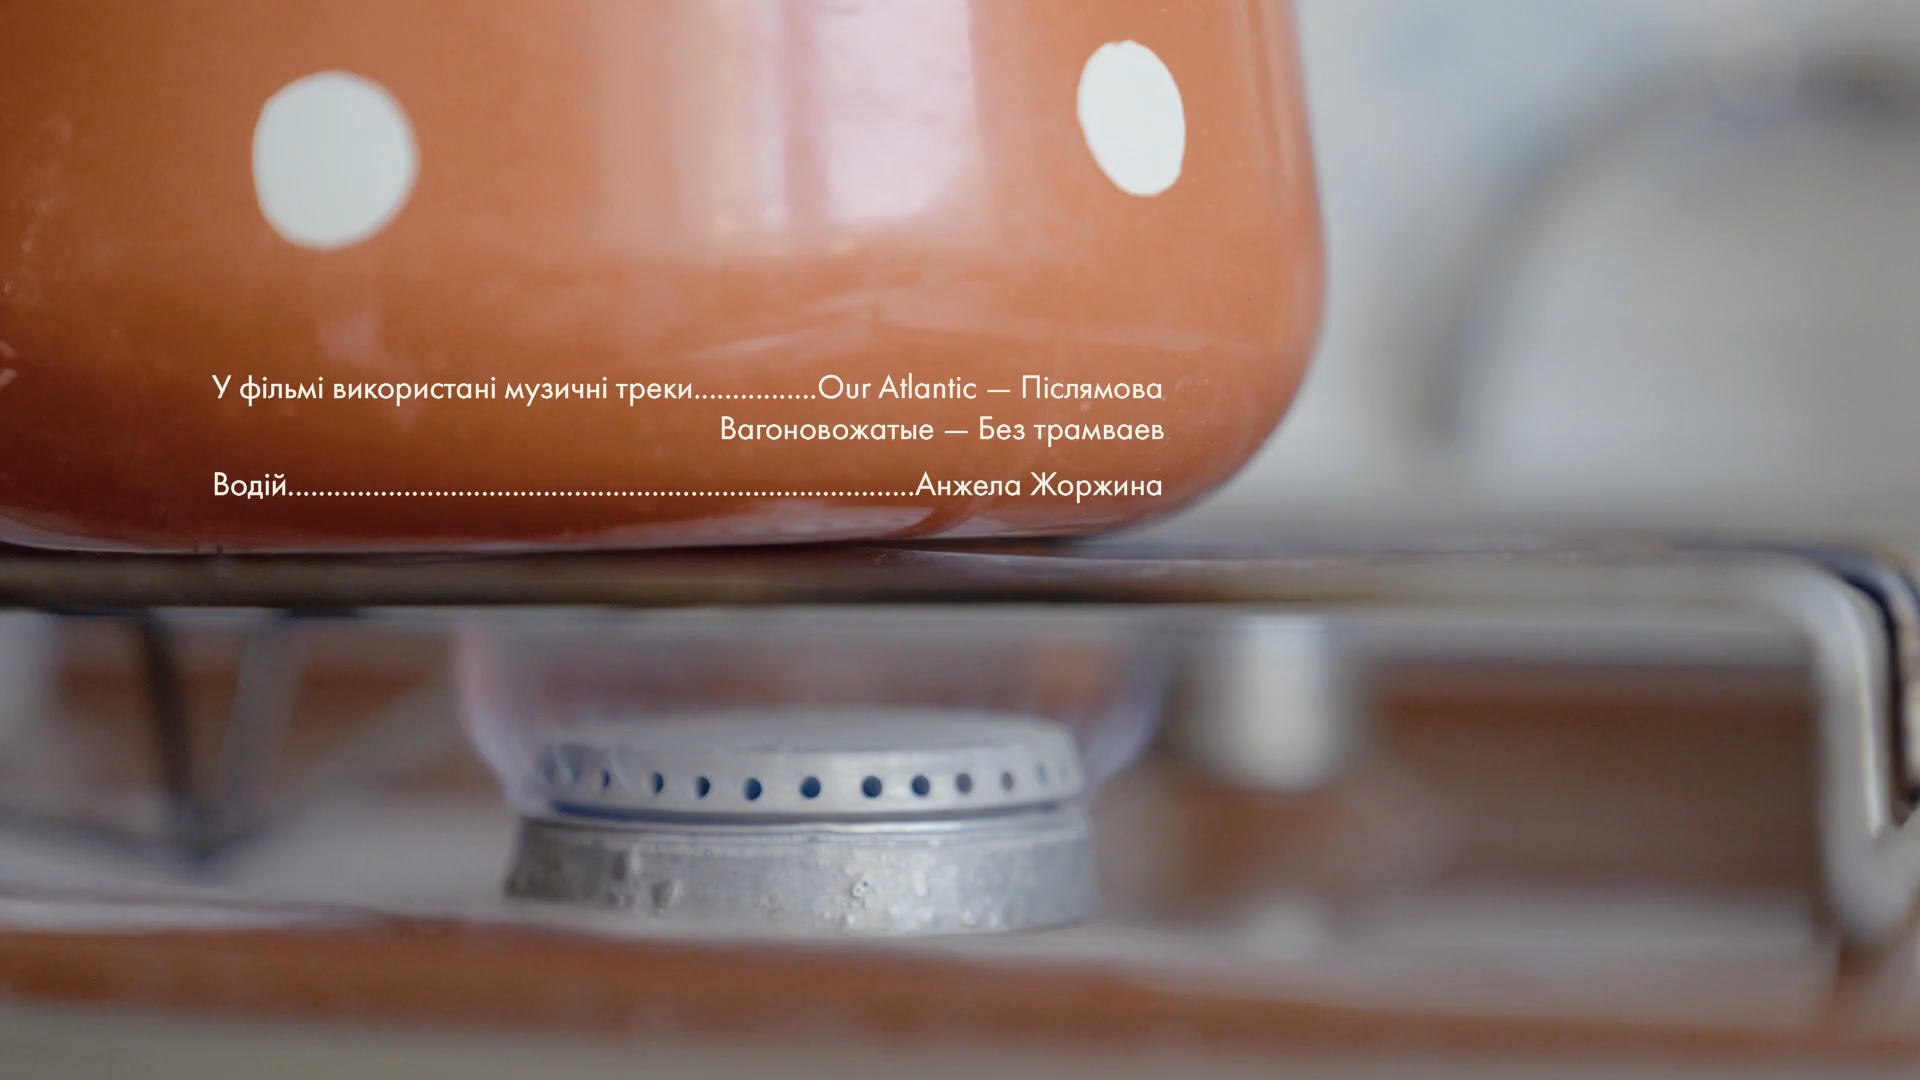 У фільмі використані музичні треки................Our Atlantic — Післямова
Вагоновожатые — Без трамваев
Водій.................................................................................Анжела Жоржина